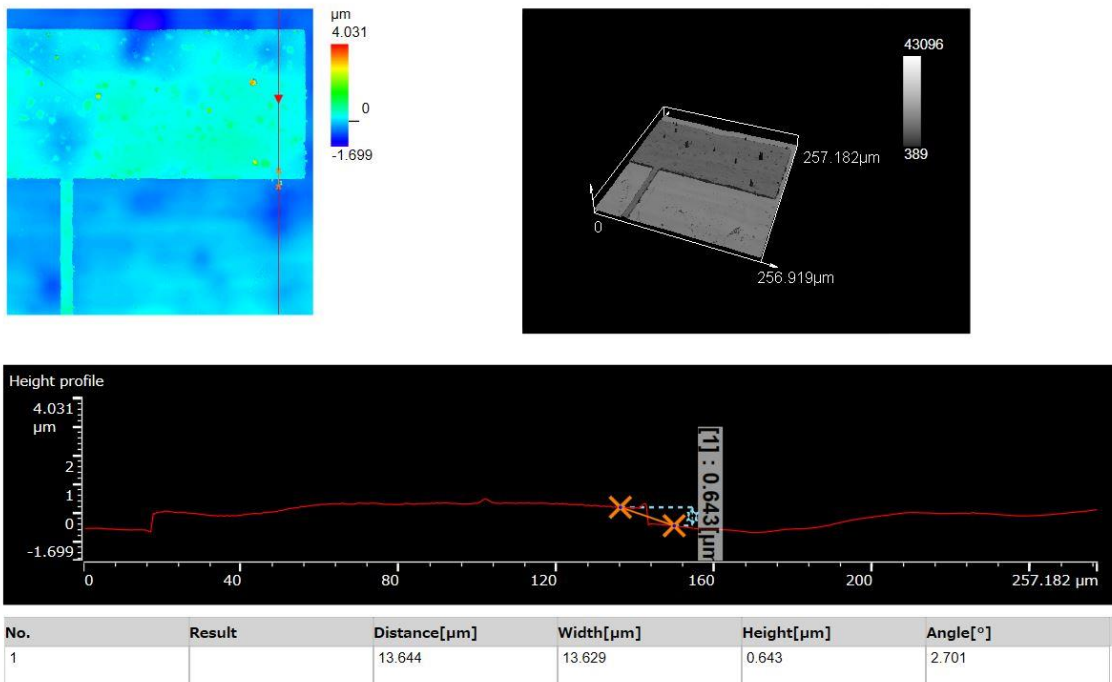 µm
4.031
0
-1.699
43096
389
257.182µm
0
256.919µm
Height profile
4.031
µm
2
1
0
-1.699
[1] : 0.643[µm
0 40 80 120 160 200 257.182 µm
No. Result Distance[µm] Width[µm] Height[µm] Angle[°]
1 13.644 13.629 0.643 2.701